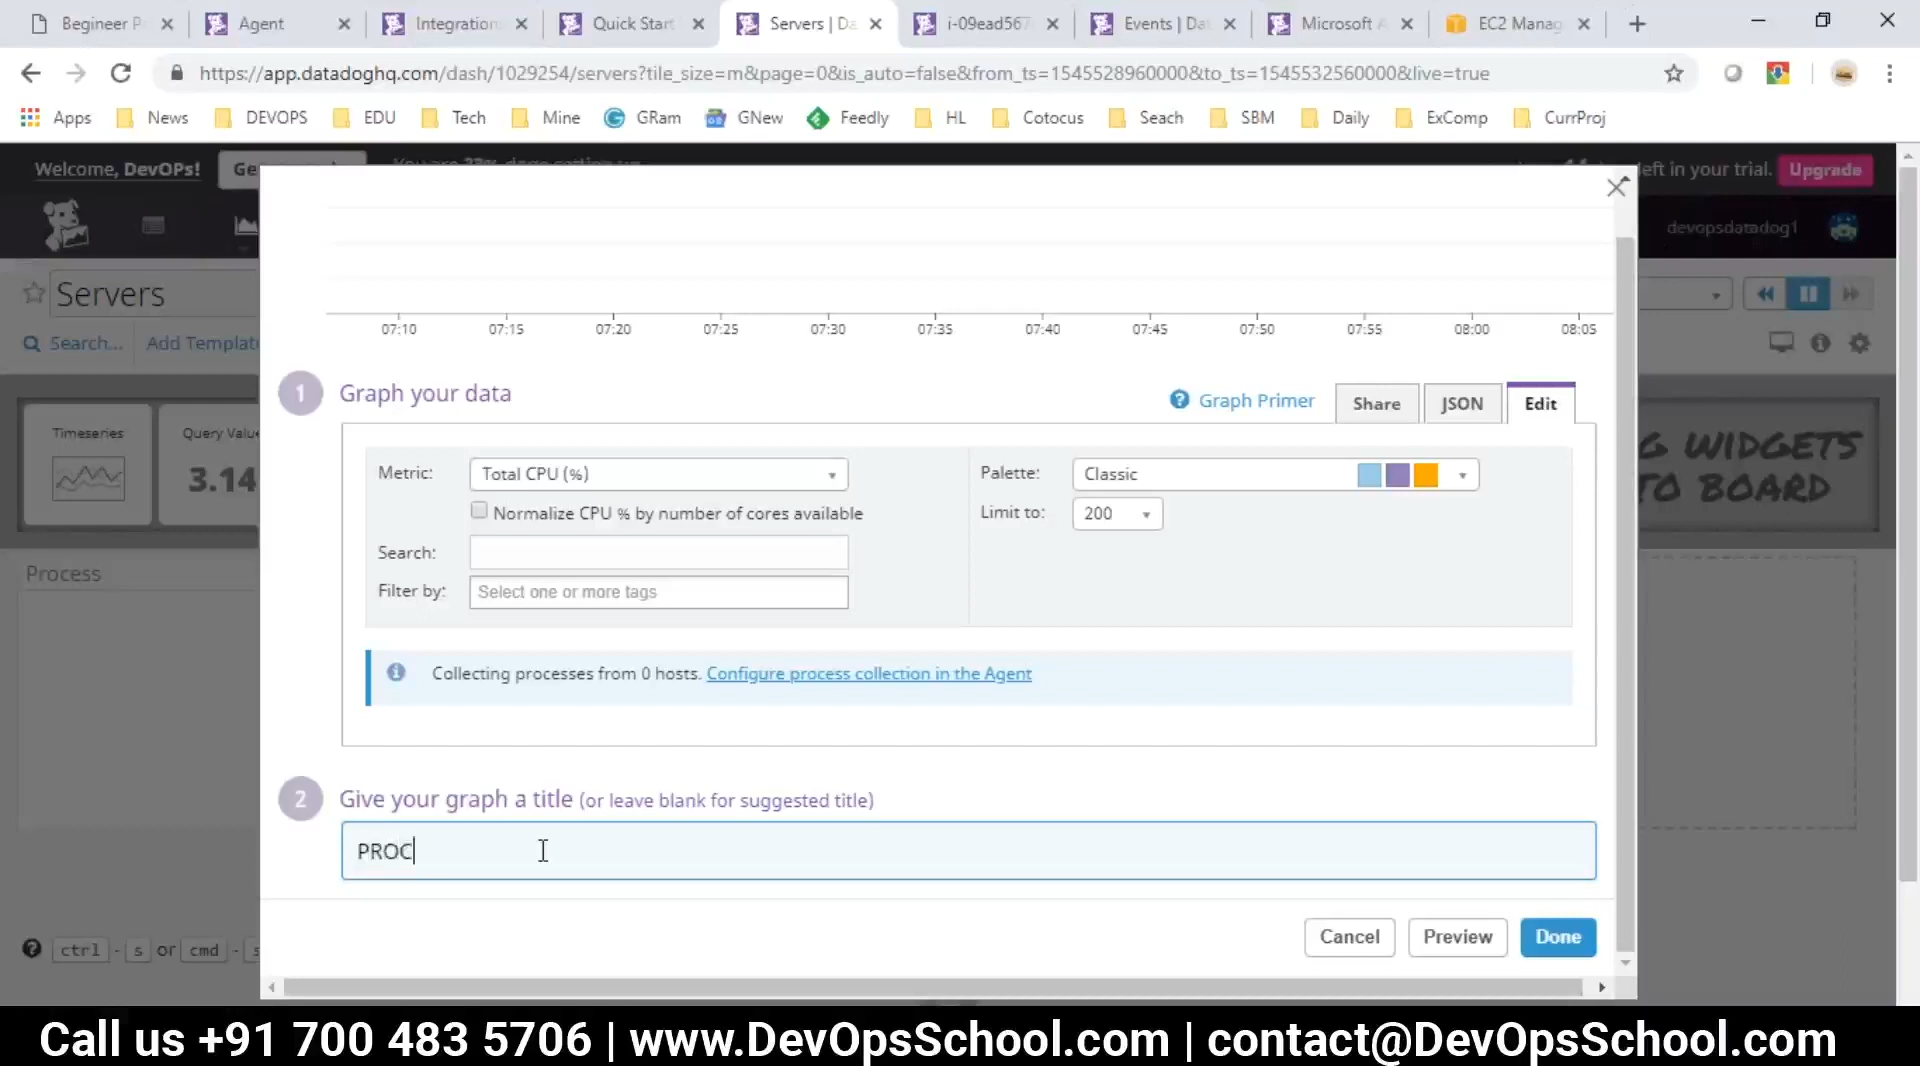 Begineer P
Agent
Integration
Quick Start
Servers | Da
i-09ead567
Events | Da
Microsoft A
EC2 Manag
https://app.datadoghq.com/dash/1029254/servers?tile_size=m&page=0&is_auto=false&from_ts=1545528960000&to_ts=1545532560000&live=true
Apps News DEVOPS EDU Tech Mine GRam GNew Feedly HL Cotocus Seach SBM Daily ExComp CurrProj
Welcome, DevOPs!
Ge
left in your trial.
Upgrade
devopsdatadog1
Servers
Search...
Add Templat
07:10 07:15 07:20 07:25 07:30 07:35 07:40 07:45 07:50 07:55 08:00 08:05
Timeseries
Query Valu
3.14
G WIDGETS
TO BOARD
Process
1 Graph your data
Graph Primer
Share
JSON
Edit
Metric: Total CPU (%)
Palette: Classic
Normalize CPU % by number of cores available
Limit to: 200
Search:
Filter by: Select one or more tags
Collecting processes from 0 hosts. Configure process collection in the Agent
2 Give your graph a title (or leave blank for suggested title)
PROC
ctrl - s or cmd - s
Cancel
Preview
Done
Call us +91 700 483 5706 | www.DevOpsSchool.com | contact@DevOpsSchool.com